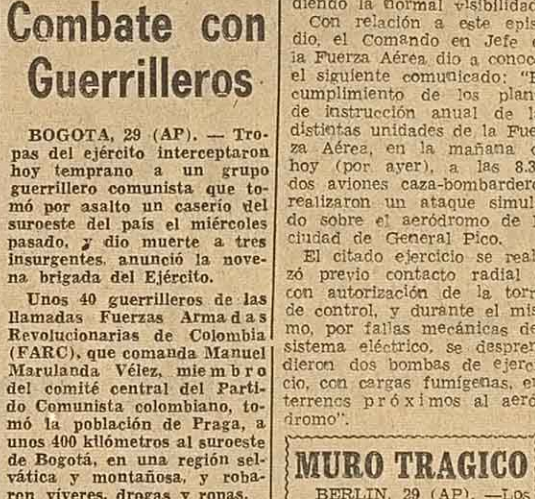 Combate con
Guerrilleros
BOGOTA, 29 (AP). — Tro-
pas del ejército interceptaron
hoy temprano a un grupo
guerrillero comunista que to-
mó por asalto un caserío del
suroeste del país el miércoles
pasado, y dio muerte a tres
insurgentes, anunció la nove-
na brigada del Ejército.
Unos 40 guerrilleros de las
llamadas Fuerzas Armadas
Revolucionarias de Colombia
(FARC), que comanda Manuel
Marulanda Vélez, miembro
del comité central del Parti-
do Comunista colombiano, to-
mó la población de Praga, a
unos 400 kilómetros al suroeste
de Bogotá, en una región sel-
vática y montañosa, y roba-
ron víveres, drogas y ropas.
diendo la normal visibilidad
Con relación a este epis
dio, el Comando en Jefe
la Fuerza Aérea dio a conoc
el siguiente comunicado: "E
cumplimiento de los plan
de instrucción anual de l
distintas unidades de la Fue
za Aérea, en la mañana
hoy (por ayer), a las 8.3
dos aviones caza-bombardero
realizaron un ataque simul
do sobre el aeródromo de
ciudad de General Pico.
El citado ejercicio se real
zó previo contacto radial
con autorización de la torr
de control, y durante el mis
mo, por fallas mecánicas de
sistema eléctrico, se despren
dieron dos bombas de ejerc
cio, con cargas fumígenas, e
terrenos próximos al aeró
dromo".
MURO TRAGICO
BERLIN, 29 (AP). —Los